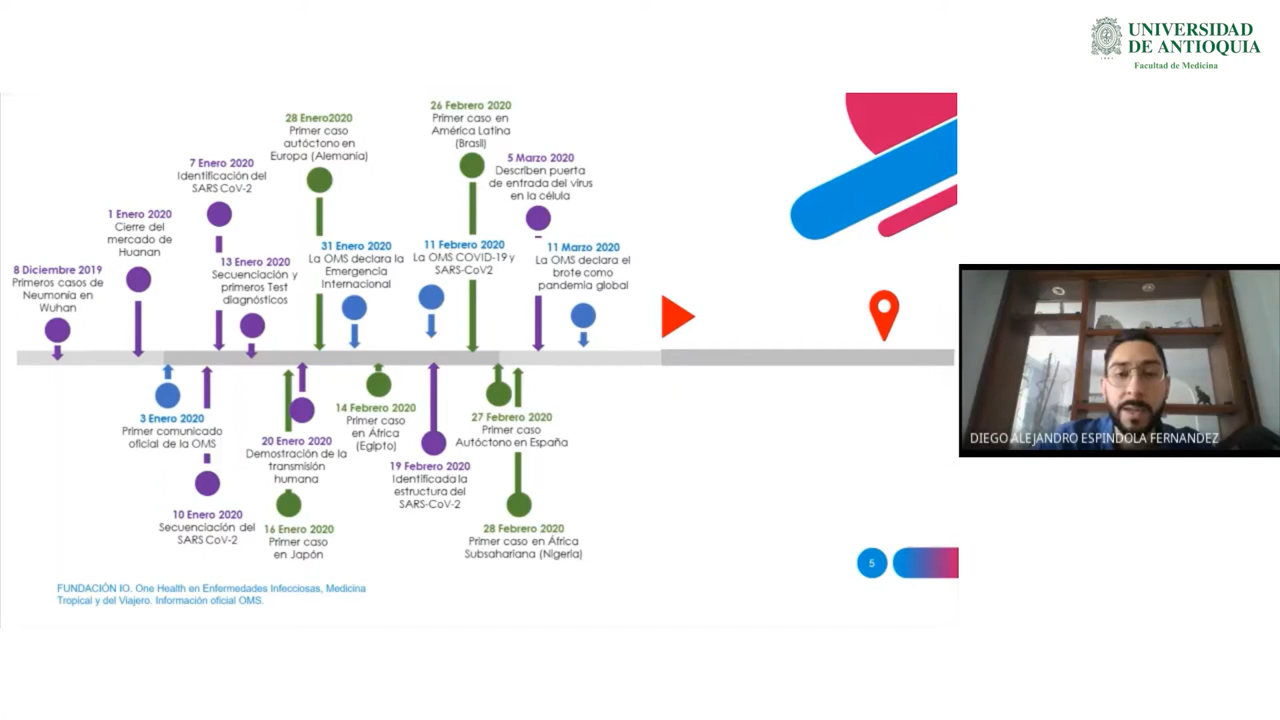 UNIVERSIDAD
DE ANTIOQUIA
Facultad de Medicina
8 Diciembre 2019
Primeros casos de
Neumonía en
Wuhan
1 Enero 2020
Cierre del
mercado de
Huanan
7 Enero 2020
Identificación del
SARS CoV-2
13 Enero 2020
Secuenciación y
primeros Test
diagnósticos
28 Enero2020
Primer caso
autóctono en
Europa (Alemania)
31 Enero 2020
La OMS declara la
Emergencia
Internacional
11 Febrero 2020
La OMS COVID-19 y
SARS-CoV2
26 Febrero 2020
Primer caso en
América Latina
(Brasil)
5 Marzo 2020
Describen puerta
de entrada del virus
en la célula
11 Marzo 2020
La OMS declara el
brote como
pandemia global
3 Enero 2020
Primer comunicado
oficial de la OMS
10 Enero 2020
Secuenciación del
SARS CoV-2
20 Enero 2020
Demostración de la
transmisión
humana
16 Enero 2020
Primer caso
en Japón
14 Febrero 2020
Primer caso
en África
(Egipto)
19 Febrero 2020
Identificada la
estructura del
SARS-CoV-2
27 Febrero 2020
Primer caso
Autóctono en España
28 Febrero 2020
Primer caso en África
Subsahariana (Nigeria)
DIEGO ALEJANDRO ESPINDOLA FERNANDEZ
5
FUNDACIÓN IO. One Health en Enfermedades Infecciosas, Medicina
Tropical y del Viajero. Información oficial OMS.